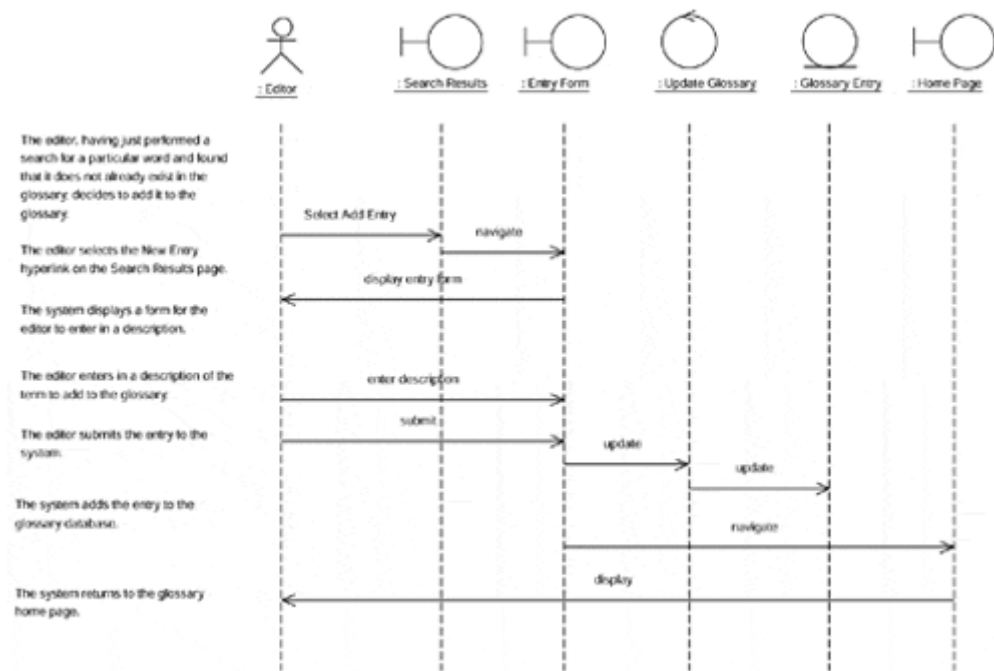 : Editor
: Search Results
: Entry Form
: Update Glossary
: Glossary Entry
: Home Page
The editor, having just performed a
search for a particular word and found
that it does not already exist in the
glossary, decides to add it to the
glossary.
Select Add Entry
navigate
The editor selects the New Entry
hyperlink on the Search Results page.
display entry form
The system displays a form for the
editor to enter in a description.
The editor enters in a description of the
term to add to the glossary.
enter description
submit
The editor submits the entry to the
system.
update
update
The system adds the entry to the
glossary database.
navigate
display
The system returns to the glossary
home page.